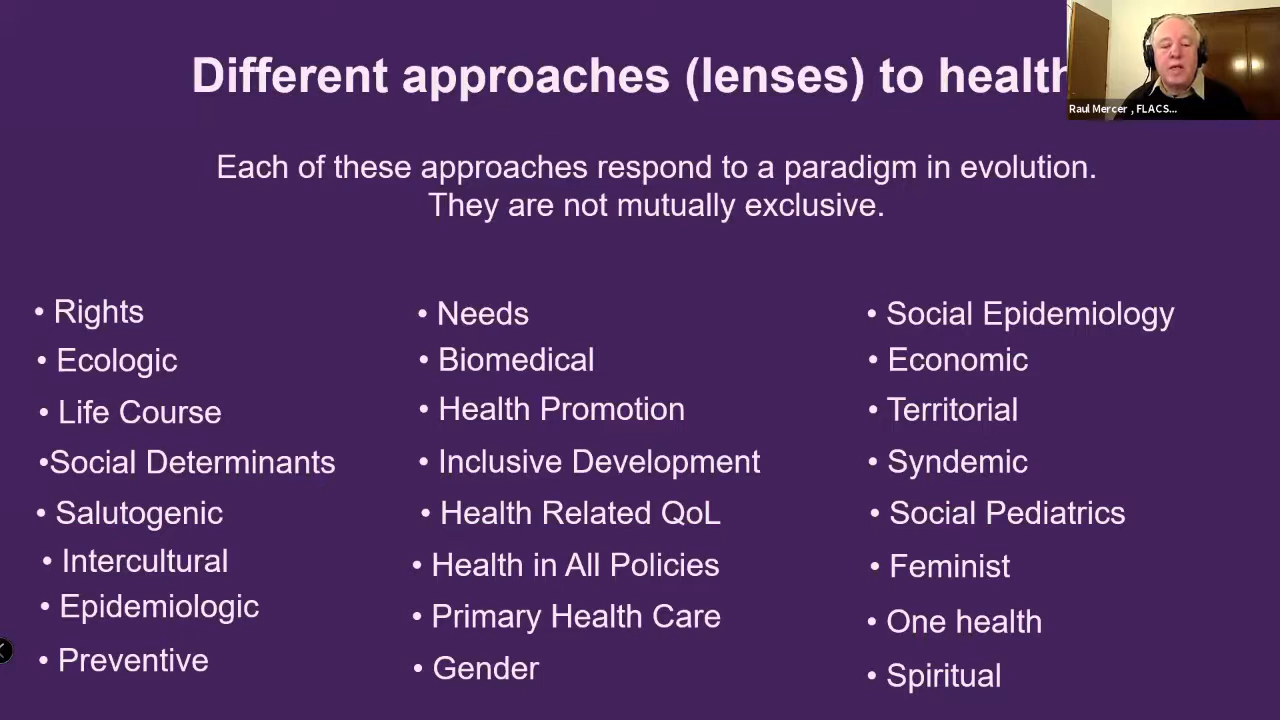 Different approaches (lenses) to health
Raul Mercer , FLACS...
Each of these approaches respond to a paradigm in evolution.
They are not mutually exclusive.
• Rights
• Ecologic
• Life Course
•Social Determinants
• Salutogenic
• Intercultural
• Epidemiologic
• Preventive
• Needs
• Biomedical
• Health Promotion
• Inclusive Development
• Health Related QoL
• Health in All Policies
• Primary Health Care
• Gender
• Social Epidemiology
• Economic
• Territorial
• Syndemic
• Social Pediatrics
• Feminist
• One health
• Spiritual